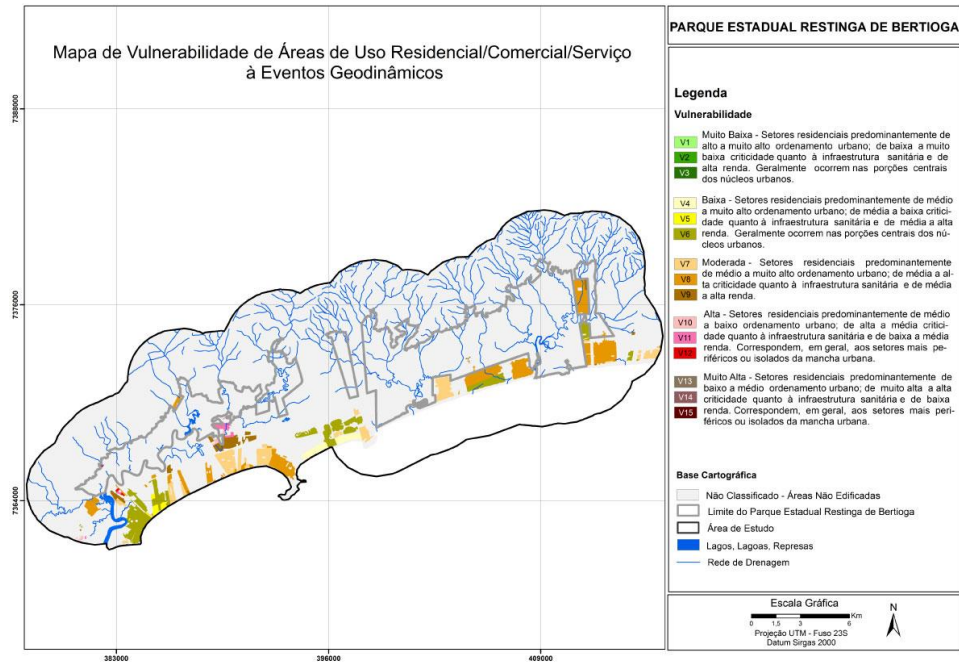 Mapa de Vulnerabilidade de Áreas de Uso Residencial/Comercial/Serviço
à Eventos Geodinâmicos
7388000
7376000
7364000
383000
396000
409000
PARQUE ESTADUAL RESTINGA DE BERTIOGA
Legenda
Vulnerabilidade
V1
V2
V3
Muito Baixa - Setores residenciais predominantemente de
alto a muito alto ordenamento urbano; de baixa a muito
baixa criticidade quanto à infraestrutura sanitária e de
alta renda. Geralmente ocorrem nas porções centrais
dos núcleos urbanos.
V4
V5
V6
Baixa - Setores residenciais predominantemente de médio
a muito alto ordenamento urbano; de média a baixa critici-
dade quanto à infraestrutura sanitária e de média a alta
renda. Geralmente ocorrem nas porções centrais dos nú-
cleos urbanos.
V7
V8
V9
Moderada - Setores residenciais predominantemente
de médio a muito alto ordenamento urbano; de média a al-
ta criticidade quanto à infraestrutura sanitária e de média
a alta renda.
V10
V11
V12
Alta - Setores residenciais predominantemente de médio
a baixo ordenamento urbano; de alta a média critici-
dade quanto à infraestrutura sanitária e de baixa a média
renda. Correspondem, em geral, aos setores mais pe-
riféricos ou isolados da mancha urbana.
V13
V14
V15
Muito Alta - Setores residenciais predominantemente de
baixo a médio ordenamento urbano; de muito alta a alta
criticidade quanto à infraestrutura sanitária e de baixa
renda. Correspondem, em geral, aos setores mais peri-
féricos ou isolados da mancha urbana.
Base Cartográfica
Não Classificado - Áreas Não Edificadas
Limite do Parque Estadual Restinga de Bertioga
Área de Estudo
Lagos, Lagoas, Represas
Rede de Drenagem
Escala Gráfica
Km
0 1,5 3 6
Projeção UTM - Fuso 23S
Datum Sirgas 2000
N